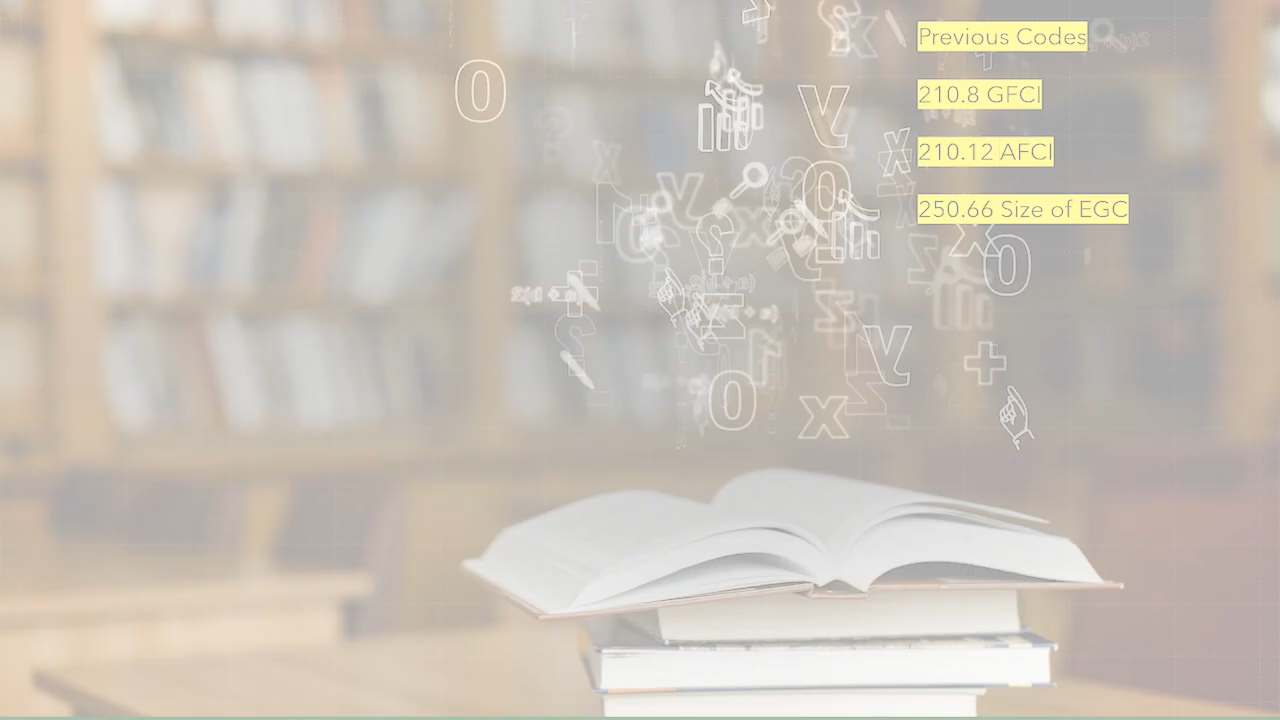 Previous Codes
210.8 GFCI
210.12 AFCI
250.66 Size of EGC